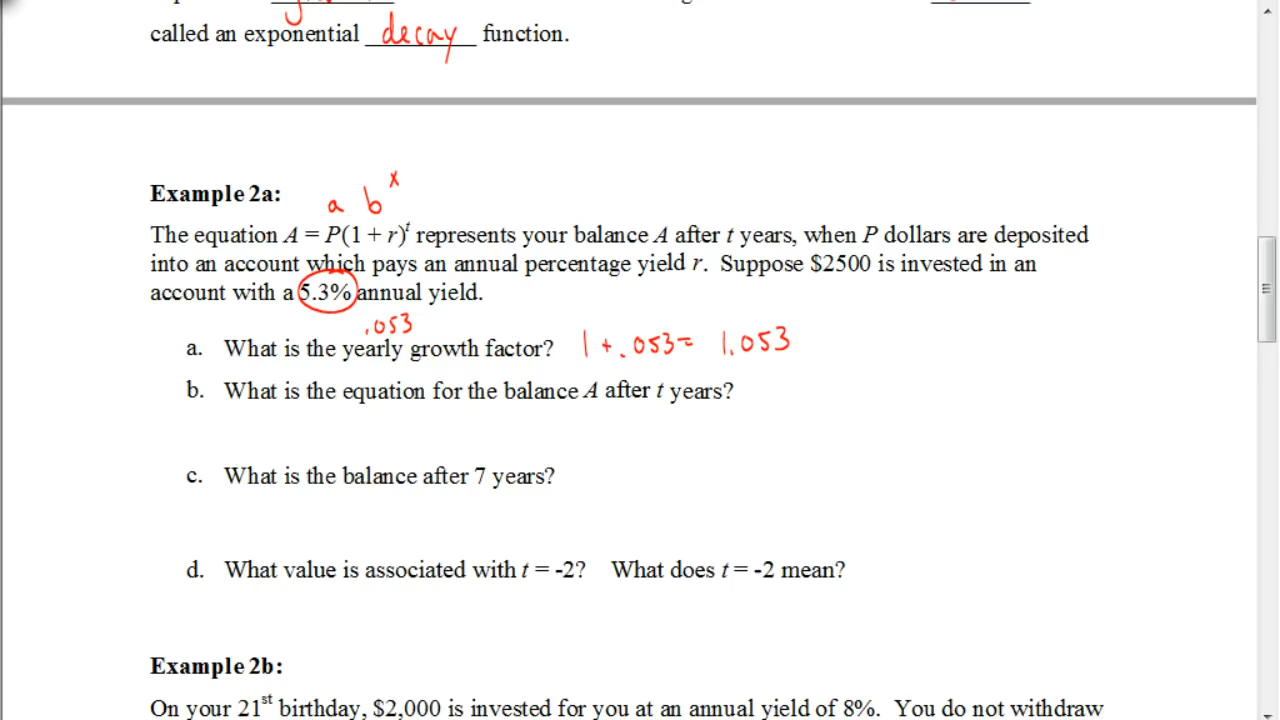 called an exponential decay function.
Example 2a:
a b^x
The equation A = P(1 + r)^t represents your balance A after t years, when P dollars are deposited
into an account which pays an annual percentage yield r. Suppose $2500 is invested in an
account with a 5.3% annual yield.
.053
a. What is the yearly growth factor? 1 + .053 = 1.053
b. What is the equation for the balance A after t years?
c. What is the balance after 7 years?
d. What value is associated with t = -2? What does t = -2 mean?
Example 2b:
On your 21st birthday, $2,000 is invested for you at an annual yield of 8%. You do not withdraw